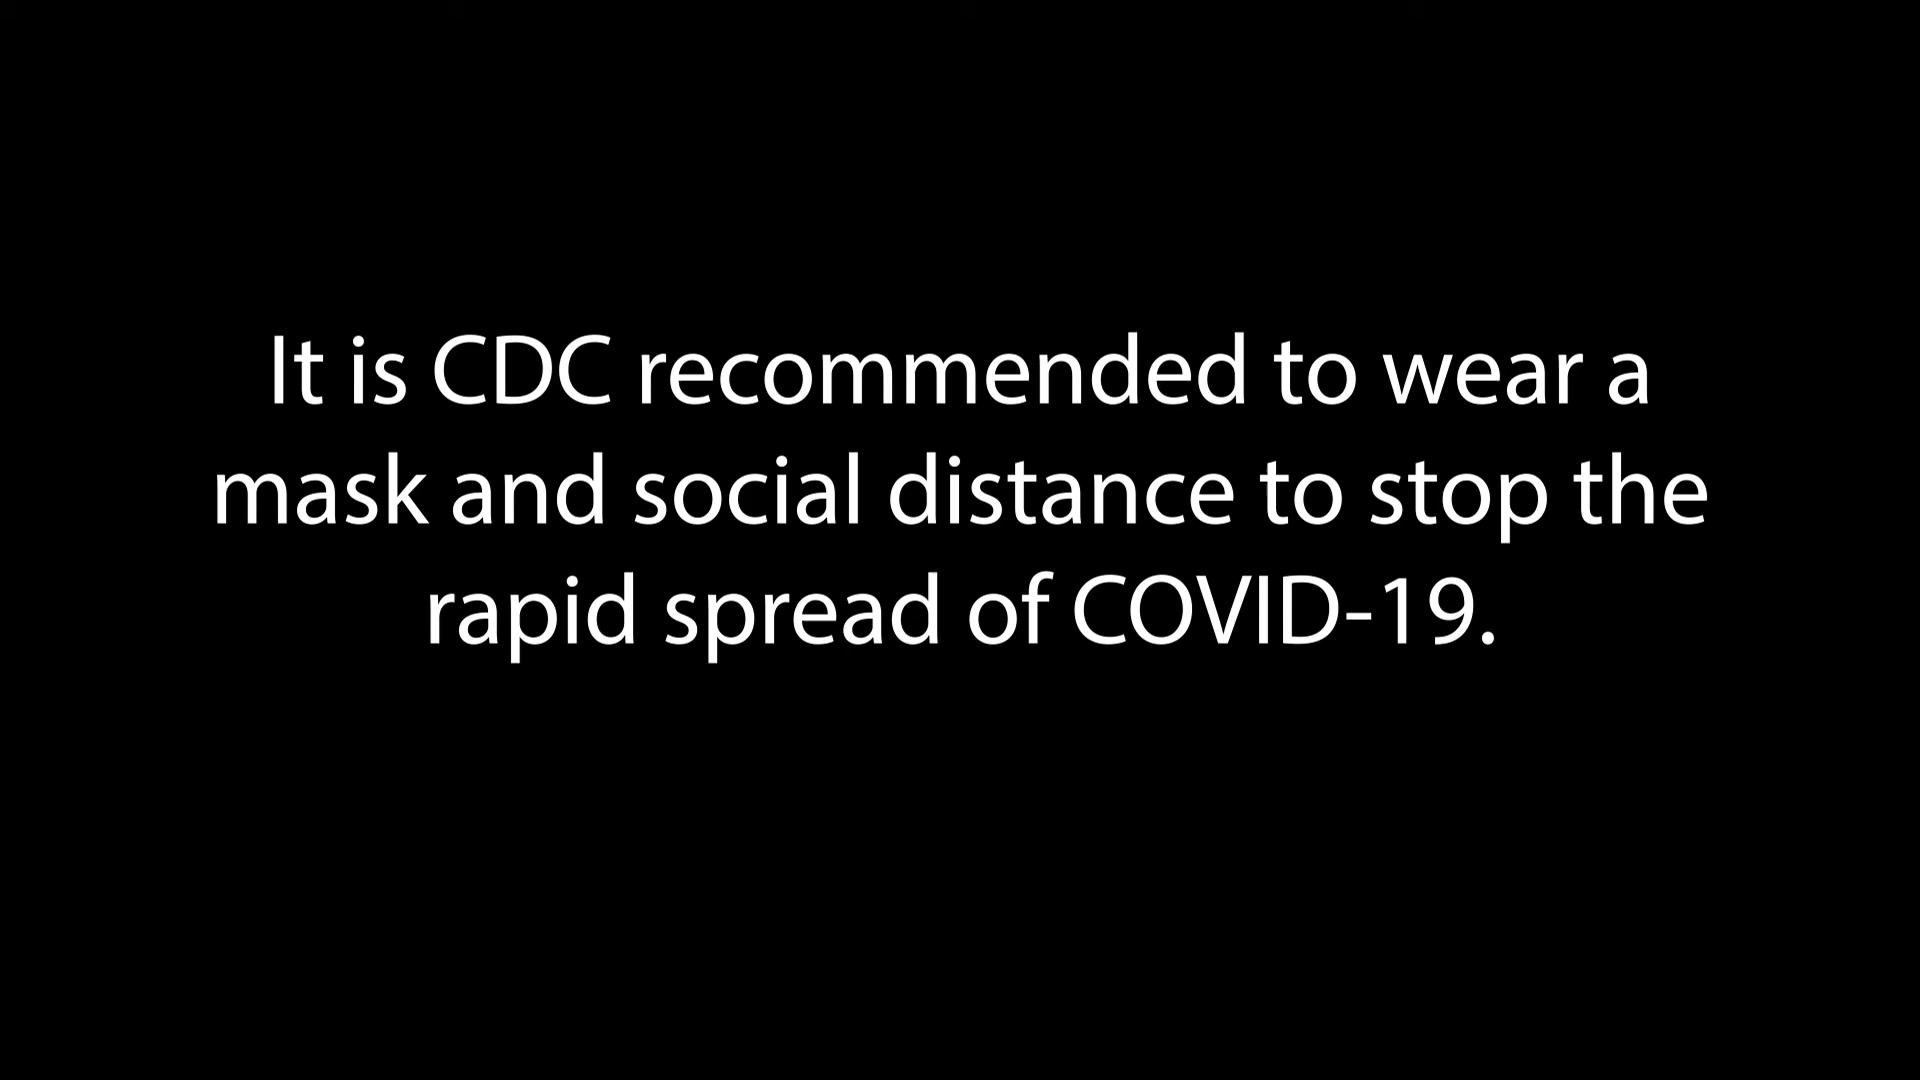 It is CDC recommended to wear a
mask and social distance to stop the
rapid spread of COVID-19.